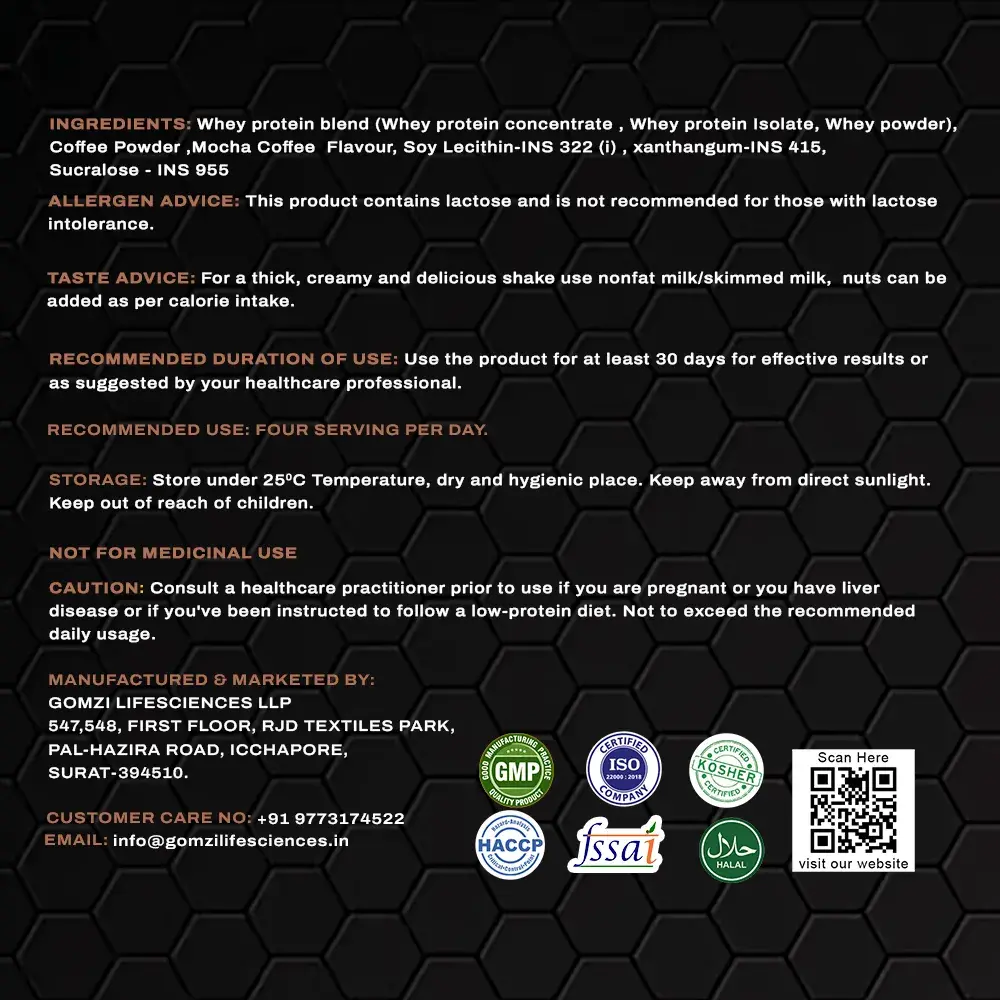 INGREDIENTS: Whey protein blend (Whey protein concentrate , Whey protein Isolate, Whey powder),
Coffee Powder ,Mocha Coffee  Flavour, Soy Lecithin-INS 322 (i) , xanthangum-INS 415,
Sucralose - INS 955
ALLERGEN ADVICE: This product contains lactose and is not recommended for those with lactose
intolerance.
TASTE ADVICE: For a thick, creamy and delicious shake use nonfat milk/skimmed milk,  nuts can be
added as per calorie intake.
RECOMMENDED DURATION OF USE: Use the product for at least 30 days for effective results or
as suggested by your healthcare professional.
RECOMMENDED USE: FOUR SERVING PER DAY.
STORAGE: Store under 25ºC Temperature, dry and hygienic place. Keep away from direct sunlight.
Keep out of reach of children.
NOT FOR MEDICINAL USE
CAUTION: Consult a healthcare practitioner prior to use if you are pregnant or you have liver
disease or if you've been instructed to follow a low-protein diet. Not to exceed the recommended
daily usage.
MANUFACTURED & MARKETED BY:
GOMZI LIFESCIENCES LLP
547,548, FIRST FLOOR, RJD TEXTILES PARK,
PAL-HAZIRA ROAD, ICCHAPORE,
SURAT-394510.
CUSTOMER CARE NO: +91 9773174522
EMAIL: info@gomzilifesciences.in
GOOD MANUFACTURING PRACTICE
GMP
QUALITY PRODUCT
CERTIFIED
ISO
22000 : 2018
COMPANY
CERTIFIED
KOSHER
CERTIFIED
Hazard-Analysis
HACCP
Critical-Control-Point
fssai
حلال
HALAL
Scan Here
visit our website